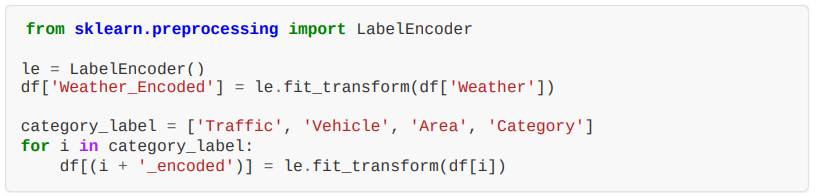 from sklearn.preprocessing import LabelEncoder
le = LabelEncoder()
df['Weather_Encoded'] = le.fit_transform(df['Weather'])
category_label = ['Traffic', 'Vehicle', 'Area', 'Category']
for i in category_label:
    df[(i + '_encoded')] = le.fit_transform(df[i])